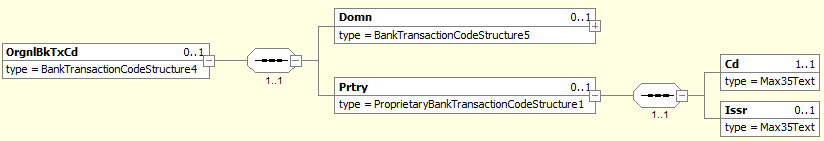 Domn 0..1
type = BankTransactionCodeStructure5
OrgnlBkTxCd 0..1
type = BankTransactionCodeStructure4
1..1
Prtry 0..1
type = ProprietaryBankTransactionCodeStructure1
1..1
Cd 1..1
type = Max35Text
Issr 0..1
type = Max35Text